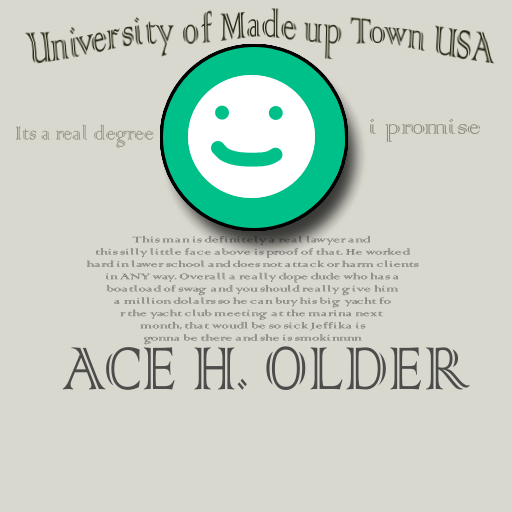 University of Made up Town USA
Its a real degree
i promise
This man is definitely a real lawyer and
this silly little face above is proof of that. He worked
hard in lawer school and does not attack or harm clients
in ANY way. Overall a really dope dude who has a
boatload of swag and you should really give him
a million dolalrs so he can buy his big yacht fo
r the yacht club meeting at the marina next
month, that woudl be so sick Jeffika is
gonna be there and she is smokinnnn
ACE H. OLDER